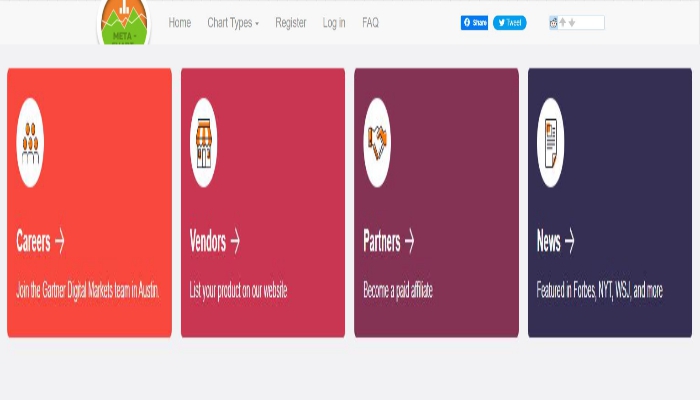 META -
Home Chart Types Register Log in FAQ Share Tweet
Careers →
Join the Gartner Digital Markets team in Austin.
Vendors →
List your product on our website
Partners →
Become a paid affiliate
News →
Featured in Forbes, NYT, WSJ, and more